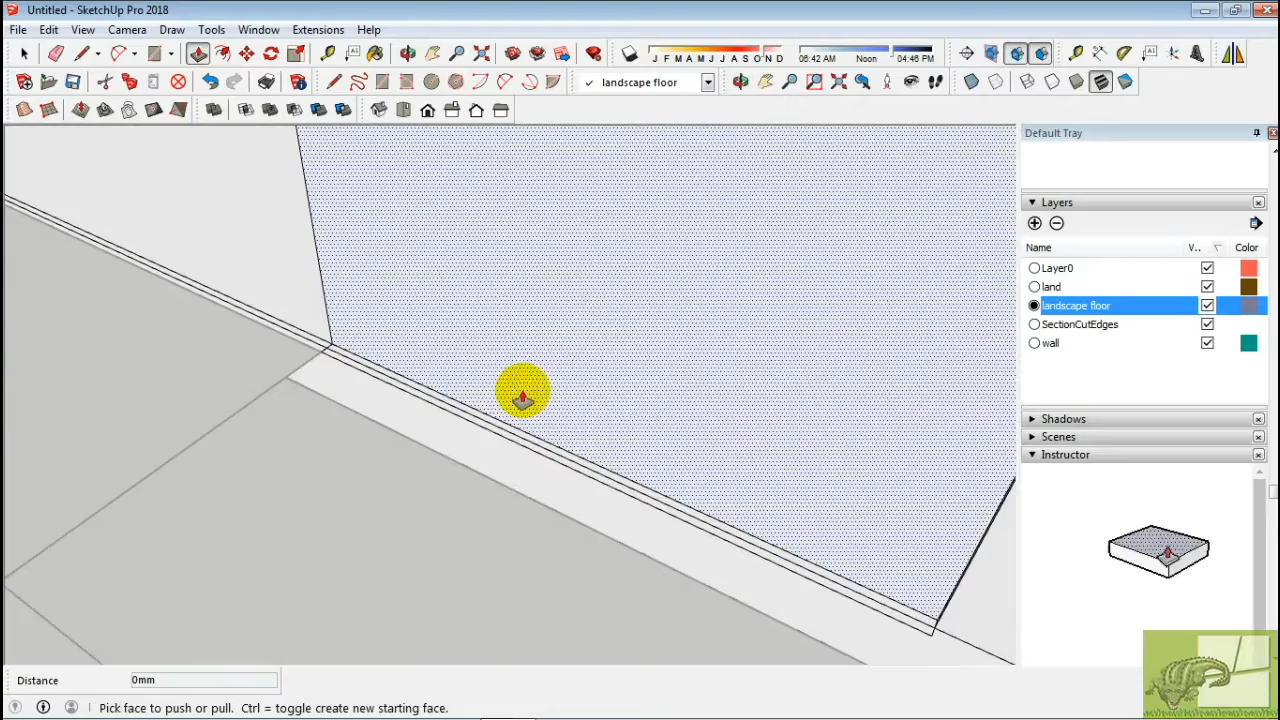 Untitled - SketchUp Pro 2018
File Edit View Camera Draw Tools Window Extensions Help
J F M A M J J A S O N D
06:42 AM Noon 04:46 PM
✓ landscape floor
Default Tray
Layers
Name V.. Color
Layer0
land
landscape floor
SectionCutEdges
wall
Shadows
Scenes
Instructor
Distance 0mm
Pick face to push or pull. Ctrl = toggle create new starting face.